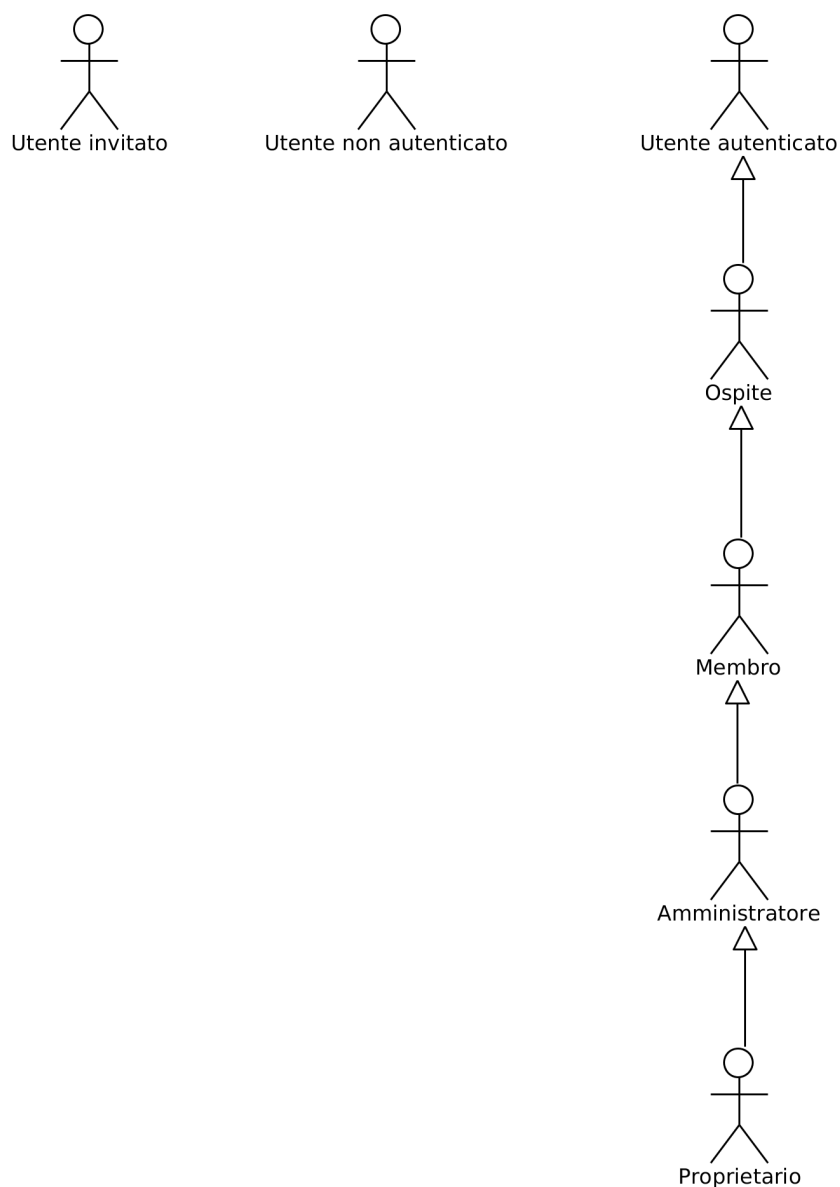 Utente invitato
Utente non autenticato
Utente autenticato
Ospite
Membro
Amministratore
Proprietario